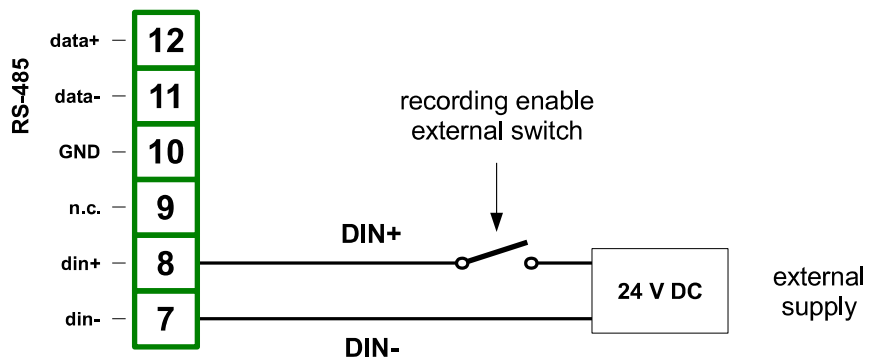 RS-485
data+ 12
data- 11
GND 10
n.c. 9
din+ 8
din- 7
recording enable
external switch
DIN+
DIN-
24 V DC
external
supply